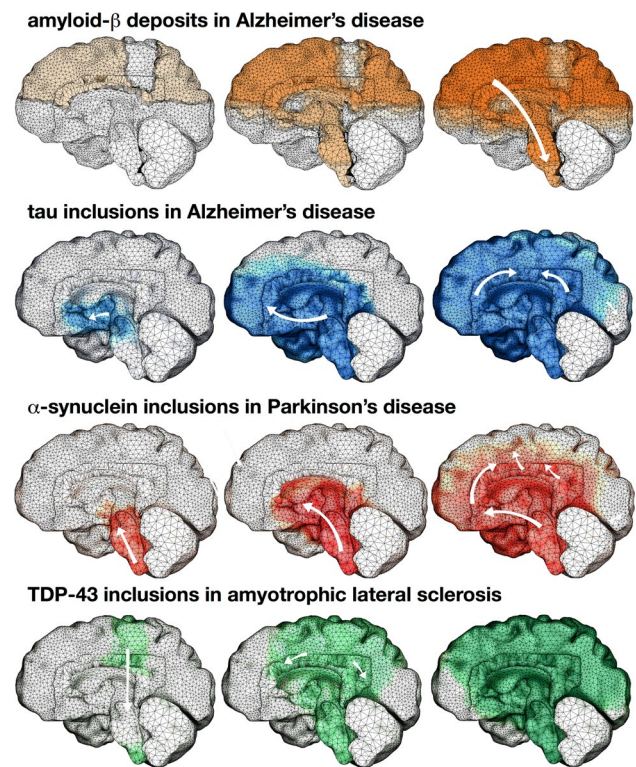 amyloid-β deposits in Alzheimer's disease
tau inclusions in Alzheimer's disease
α-synuclein inclusions in Parkinson's disease
TDP-43 inclusions in amyotrophic lateral sclerosis